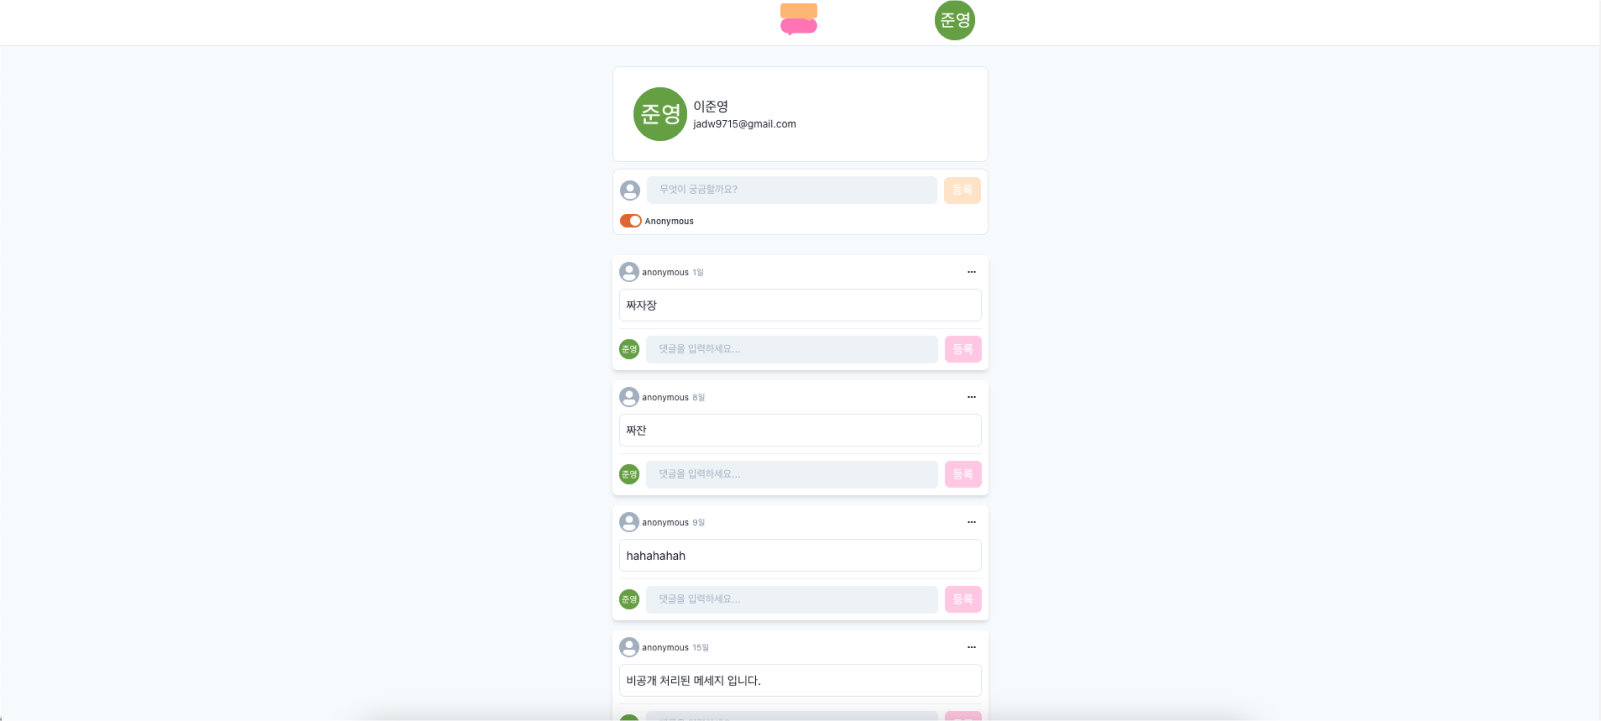 준영
준영
이준영
jadw9715@gmail.com
무엇이 궁금할까요?
등록
Anonymous
anonymous 1일
짜자장
준영
댓글을 입력하세요...
등록
anonymous 8일
짜잔
준영
댓글을 입력하세요...
등록
anonymous 9일
hahahahah
준영
댓글을 입력하세요...
등록
anonymous 15일
비공개 처리된 메세지 입니다.